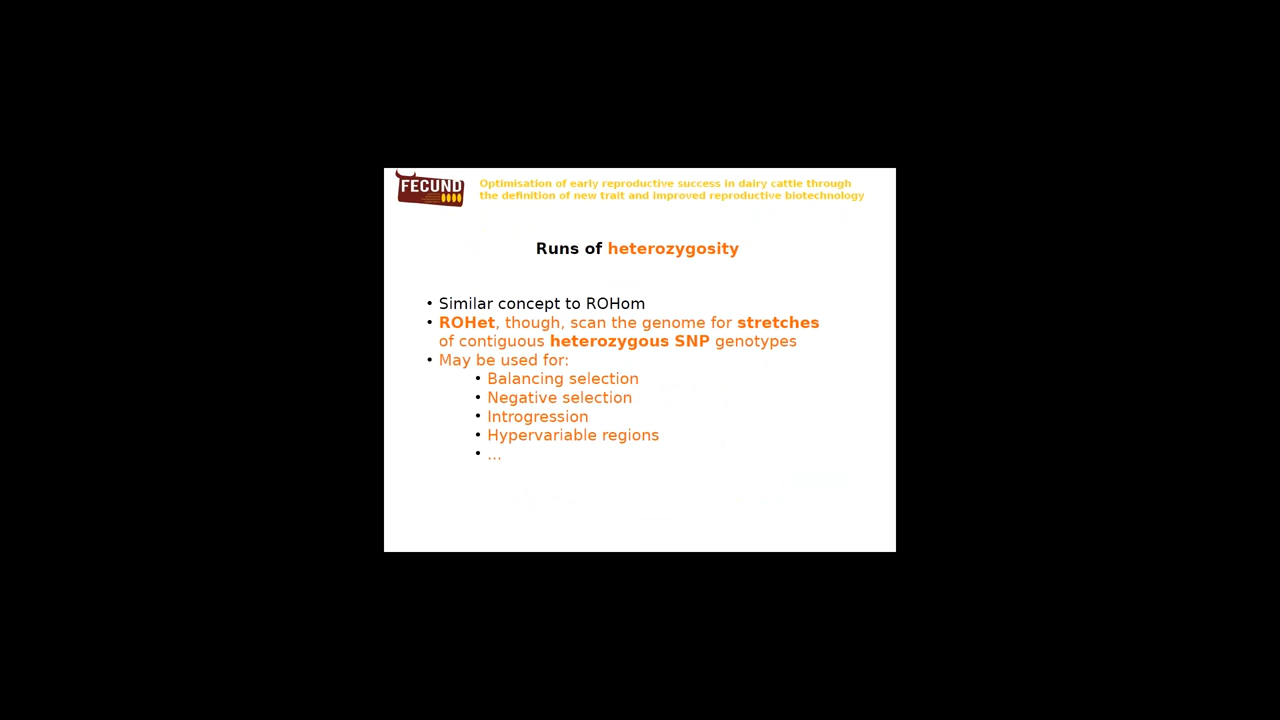 FECUND
Optimisation of early reproductive success in dairy cattle through
the definition of new trait and improved reproductive biotechnology
Runs of heterozygosity
• Similar concept to ROHom
• ROHet, though, scan the genome for stretches
of contiguous heterozygous SNP genotypes
• May be used for:
• Balancing selection
• Negative selection
• Introgression
• Hypervariable regions
• ...